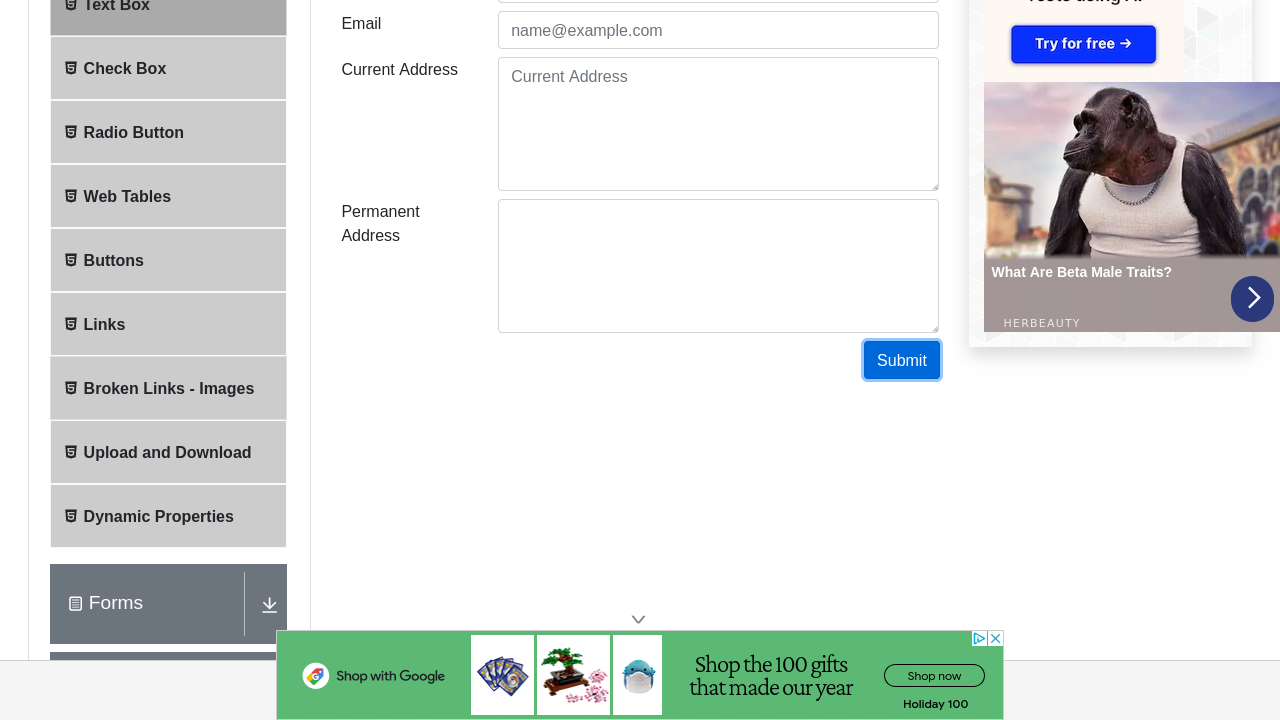 Text Box
Check Box
Radio Button
Web Tables
Buttons
Links
Broken Links - Images
Upload and Download
Dynamic Properties
Forms
Email
name@example.com
Current Address
Current Address
Permanent
Address
Submit
Try for free →
What Are Beta Male Traits?
HERBEAUTY
Shop with Google
Shop the 100 gifts
that made our year
Shop now
Holiday 100